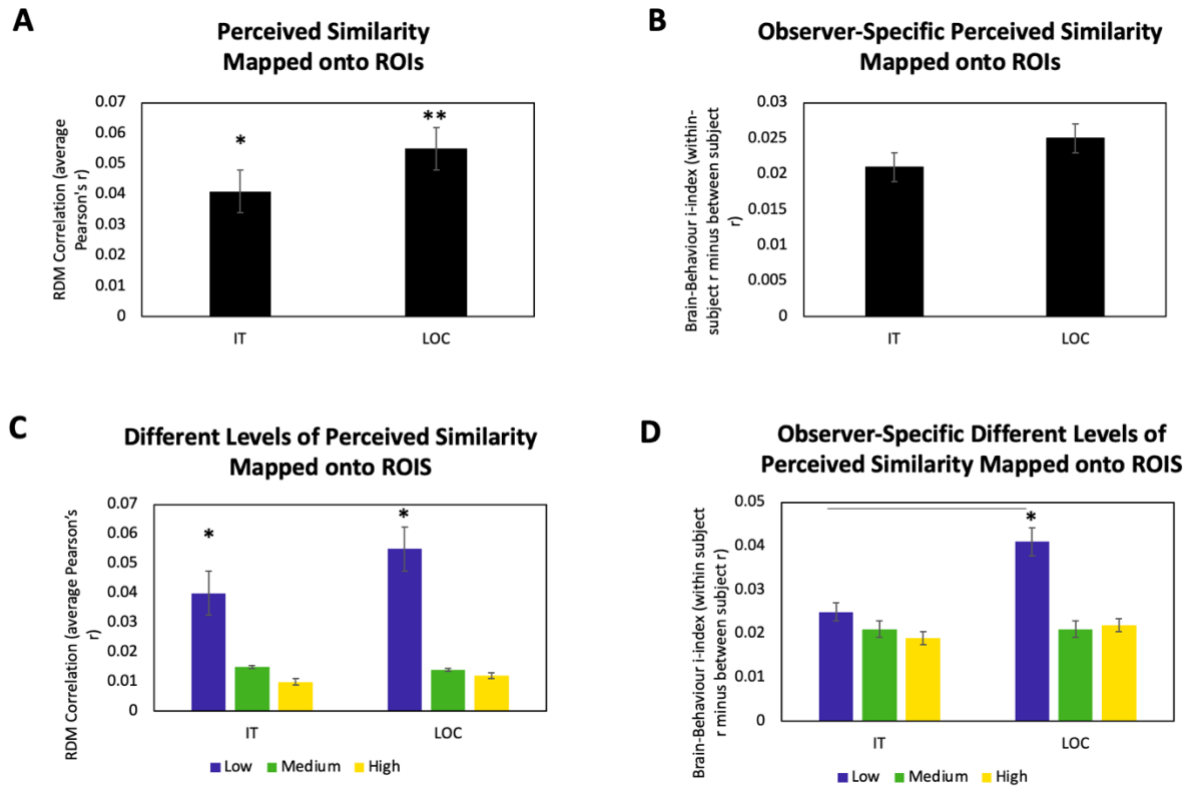 A
Perceived Similarity
Mapped onto ROIs
RDM Correlation (average
Pearson's r)
0.07
0.06
0.05
0.04
0.03
0.02
0.01
0
*
**
IT
LOC
B
Observer-Specific Perceived Similarity
Mapped onto ROIs
Brain-Behaviour i-index (within-
subject r minus between subject
r)
0.03
0.025
0.02
0.015
0.01
0.005
0
IT
LOC
C
Different Levels of Perceived Similarity
Mapped onto ROIS
RDM Correlation (average Pearson's
r)
0.07
0.06
0.05
0.04
0.03
0.02
0.01
0
*
*
IT
LOC
Low Medium High
D
Observer-Specific Different Levels of
Perceived Similarity Mapped onto ROIS
Brain-Behaviour i-index (within subject
r minus between subject r)
0.05
0.04
0.03
0.02
0.01
0
*
IT
LOC
Low Medium High